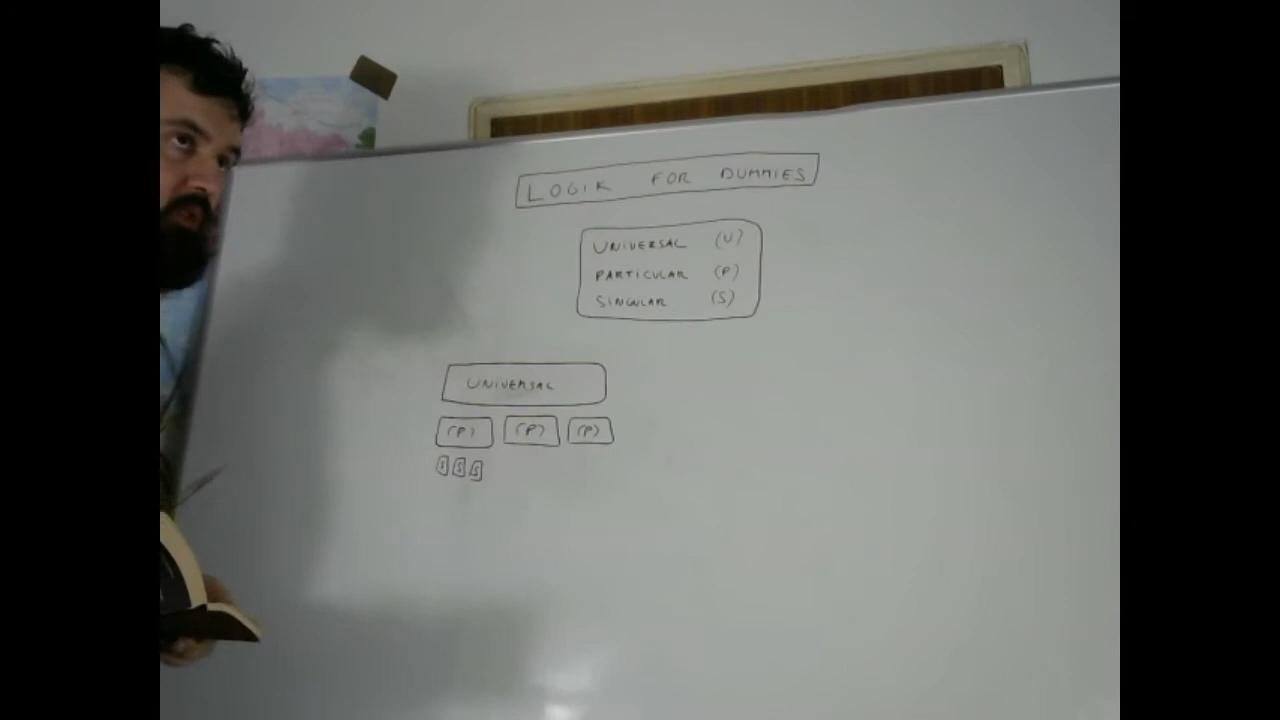 LOGIK FOR DUMMIES
UNIVERSAL (U)
PARTICULAR (P)
SINGULAR (S)
UNIVERSAL
(P) (P) (P)
S S S